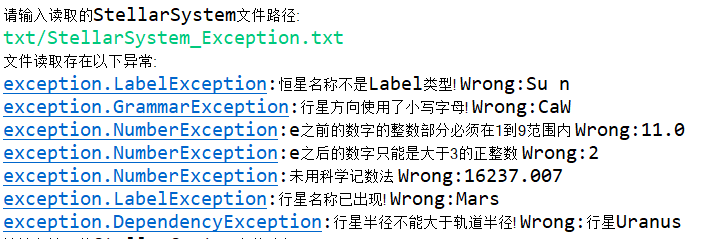 请输入读取的StellarSystem文件路径:
txt/StellarSystem_Exception.txt
文件读取存在以下异常:
exception.LabelException:恒星名称不是Label类型!Wrong:Su n
exception.GrammarException:行星方向使用了小写字母!Wrong:CaW
exception.NumberException:e之前的数字的整数部分必须在1到9范围内 Wrong:11.0
exception.NumberException:e之后的数字只能是大于3的正整数 Wrong:2
exception.NumberException:未用科学记数法 Wrong:16237.007
exception.LabelException:行星名称已出现!Wrong:Mars
exception.DependencyException:行星半径不能大于轨道半径!Wrong:行星Uranus